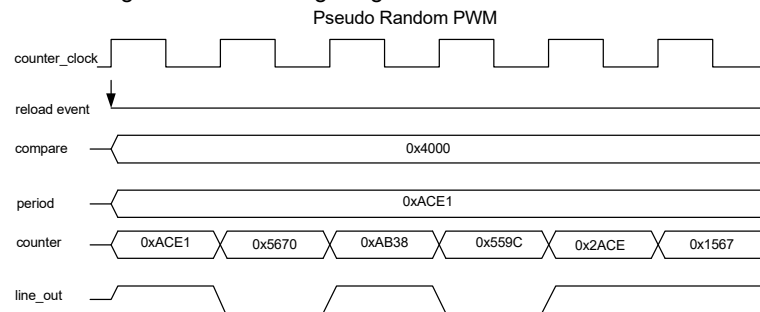 Pseudo Random PWM
counter_clock
reload event
compare
0x4000
period
0xACE1
counter
0xACE1
0x5670
0xAB38
0x559C
0x2ACE
0x1567
line_out